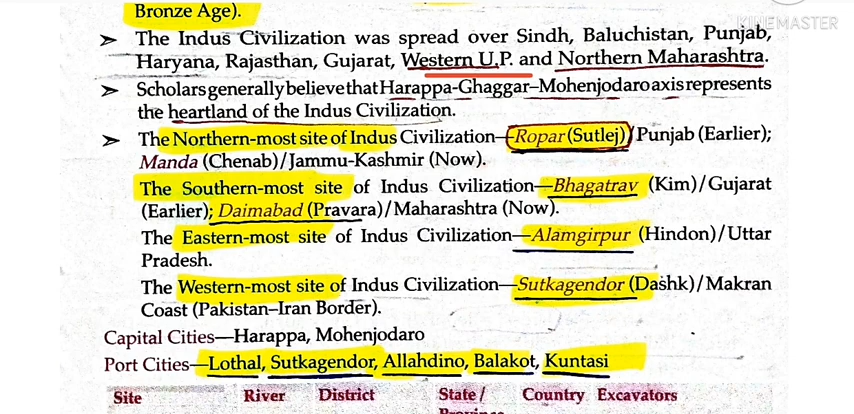 Bronze Age).
KINEMASTER
➤ The Indus Civilization was spread over Sindh, Baluchistan, Punjab,
Haryana, Rajasthan, Gujarat, Western U.P. and Northern Maharashtra.
➤ Scholars generally believe that Harappa-Ghaggar-Mohenjodaro axis represents
the heartland of the Indus Civilization.
➤ The Northern-most site of Indus Civilization—Ropar (Sutlej)/Punjab (Earlier);
Manda (Chenab)/Jammu-Kashmir (Now).
The Southern-most site of Indus Civilization—Bhagatrav (Kim)/Gujarat
(Earlier); Daimabad (Pravara)/Maharashtra (Now).
The Eastern-most site of Indus Civilization—Alamgirpur (Hindon)/Uttar
Pradesh.
The Western-most site of Indus Civilization—Sutkagendor (Dashk)/Makran
Coast (Pakistan–Iran Border).
Capital Cities—Harappa, Mohenjodaro
Port Cities—Lothal, Sutkagendor, Allahdino, Balakot, Kuntasi
Site River District State / Country Excavators